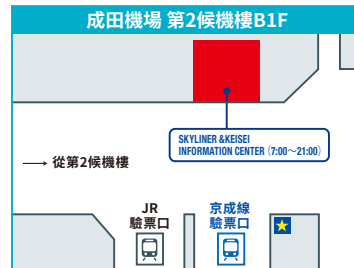 成田機場 第2候機樓B1F
SKYLINER &KEISEI
INFORMATION CENTER (7:00～21:00)
從第2候機樓
JR
驗票口
京成線
驗票口